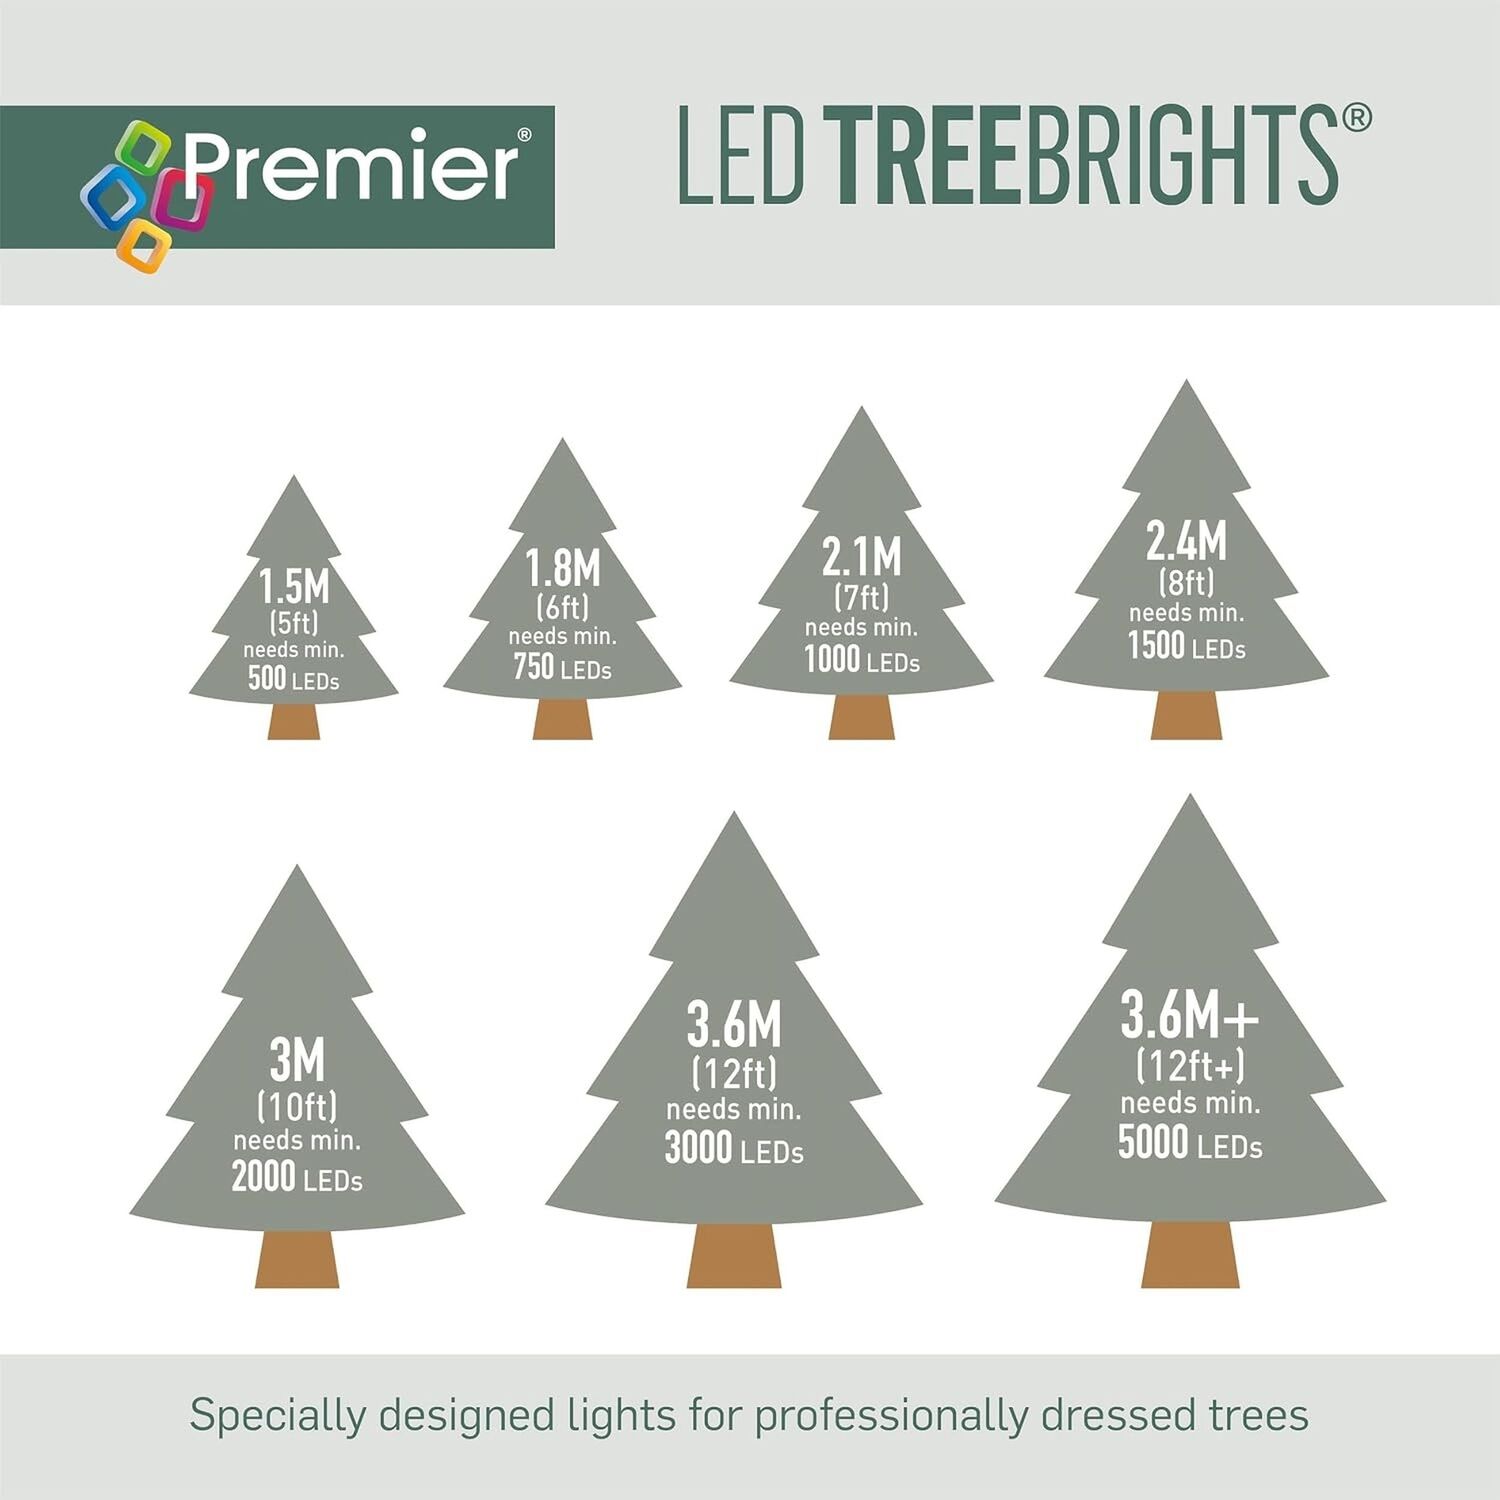 Premier®
LED TREEBRIGHTS®
1.5M
(5ft)
needs min.
500 LEDs
1.8M
(6ft)
needs min.
750 LEDs
2.1M
(7ft)
needs min.
1000 LEDs
2.4M
(8ft)
needs min.
1500 LEDs
3M
(10ft)
needs min.
2000 LEDs
3.6M
(12ft)
needs min.
3000 LEDs
3.6M+
(12ft+)
needs min.
5000 LEDs
Specially designed lights for professionally dressed trees